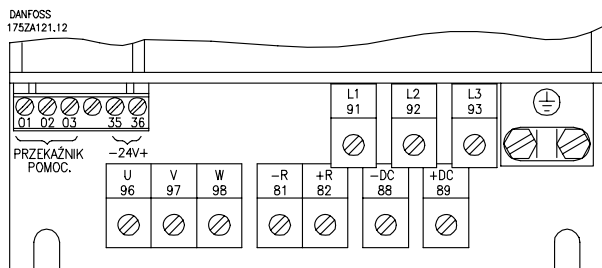 DANFOSS
175ZA121.12
L1 L2 L3
91 92 93
01 02 03 35 36
PRZEKAŹNIK
POMOC.
-24V+
U V W -R +R -DC +DC
96 97 98 81 82 88 89